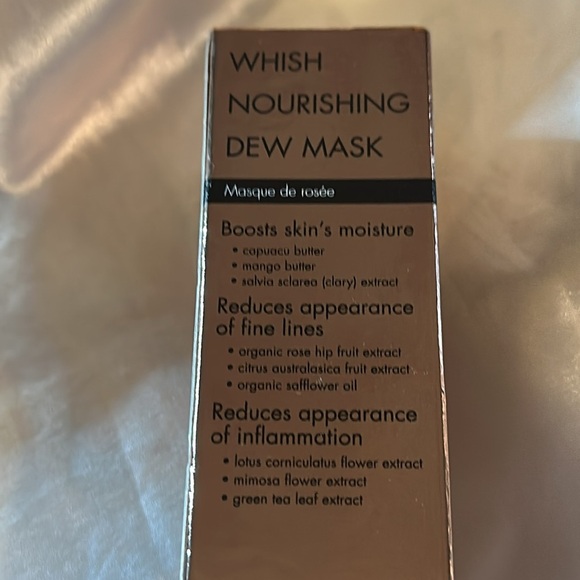 WHISH
NOURISHING
DEW MASK
Masque de rosée
Boosts skin's moisture
• capuacu butter
• mango butter
• salvia sclarea (clary) extract
Reduces appearance
of fine lines
• organic rose hip fruit extract
• citrus australasica fruit extract
• organic safflower oil
Reduces appearance
of inflammation
• lotus corniculatus flower extract
• mimosa flower extract
• green tea leaf extract